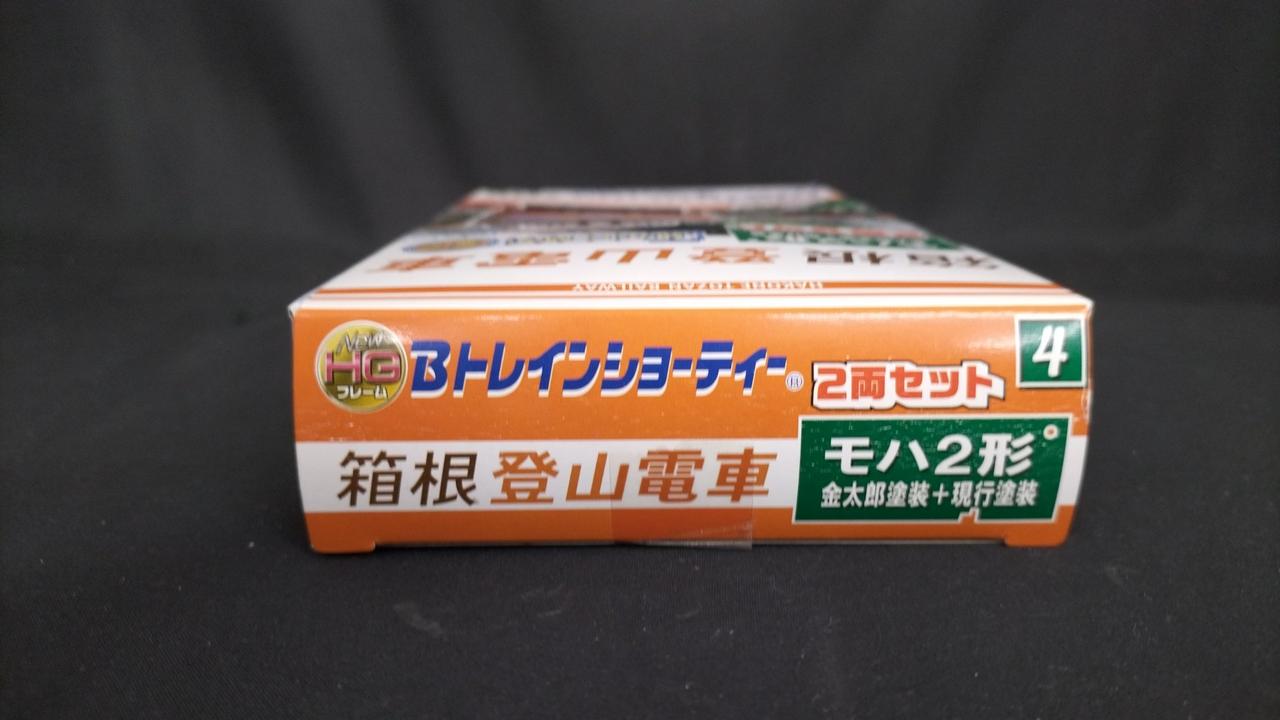 箱根 登山電車
HAKONE TOZAN RAILWAY
New
HG
フレーム
Bトレインショーティー®
2両セット
4
箱根登山電車
モハ2形
金太郎塗装+現行塗装